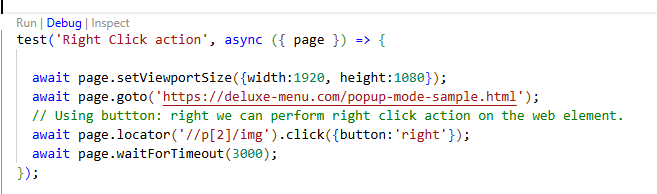 Run | Debug | Inspect
test('Right Click action', async ({ page }) => {
await page.setViewportSize({width:1920, height:1080});
await page.goto('https://deluxe-menu.com/popup-mode-sample.html');
// Using buttton: right we can perform right click action on the web element.
await page.locator('//p[2]/img').click({button:'right'});
await page.waitForTimeout(3000);
});